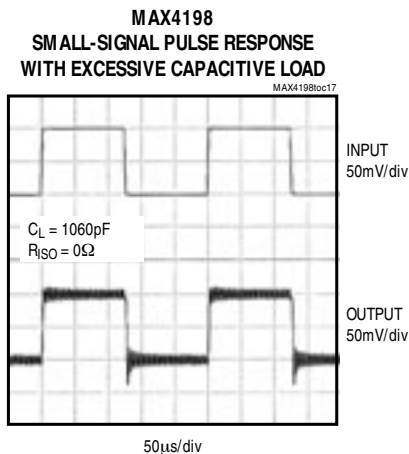 MAX4198
SMALL-SIGNAL PULSE RESPONSE
WITH EXCESSIVE CAPACITIVE LOAD
MAX4198toc17
INPUT
50mV/div
CL = 1060pF
RISO = 0Ω
OUTPUT
50mV/div
50μs/div